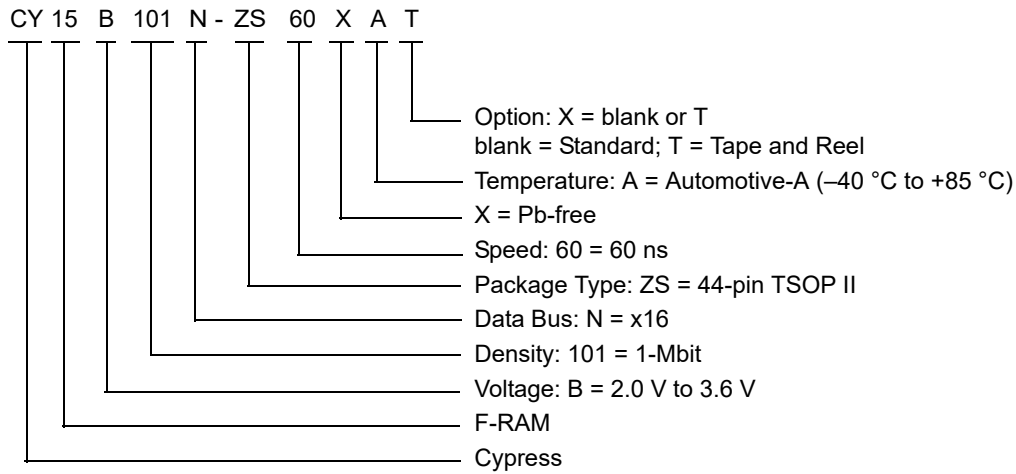 CY 15 B 101 N - ZS 60 X A T
Option: X = blank or T
blank = Standard; T = Tape and Reel
Temperature: A = Automotive-A (–40 °C to +85 °C)
X = Pb-free
Speed: 60 = 60 ns
Package Type: ZS = 44-pin TSOP II
Data Bus: N = x16
Density: 101 = 1-Mbit
Voltage: B = 2.0 V to 3.6 V
F-RAM
Cypress